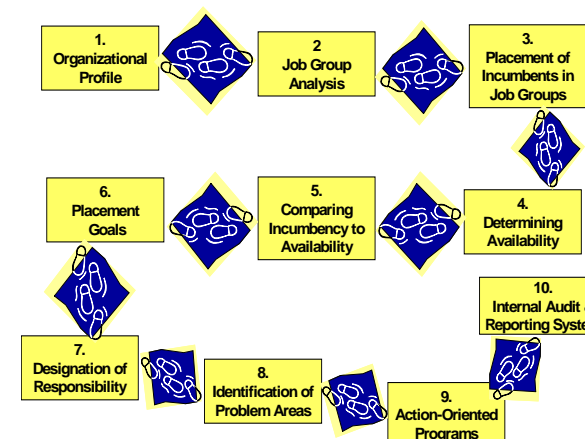 1.
Organizational
Profile
2
Job Group
Analysis
3.
Placement of
Incumbents in
Job Groups
4.
Determining
Availability
5.
Comparing
Incumbency to
Availability
6.
Placement
Goals
7.
Designation of
Responsibility
8.
Identification of
Problem Areas
9.
Action-Oriented
Programs
10.
Internal Audit &
Reporting Syste